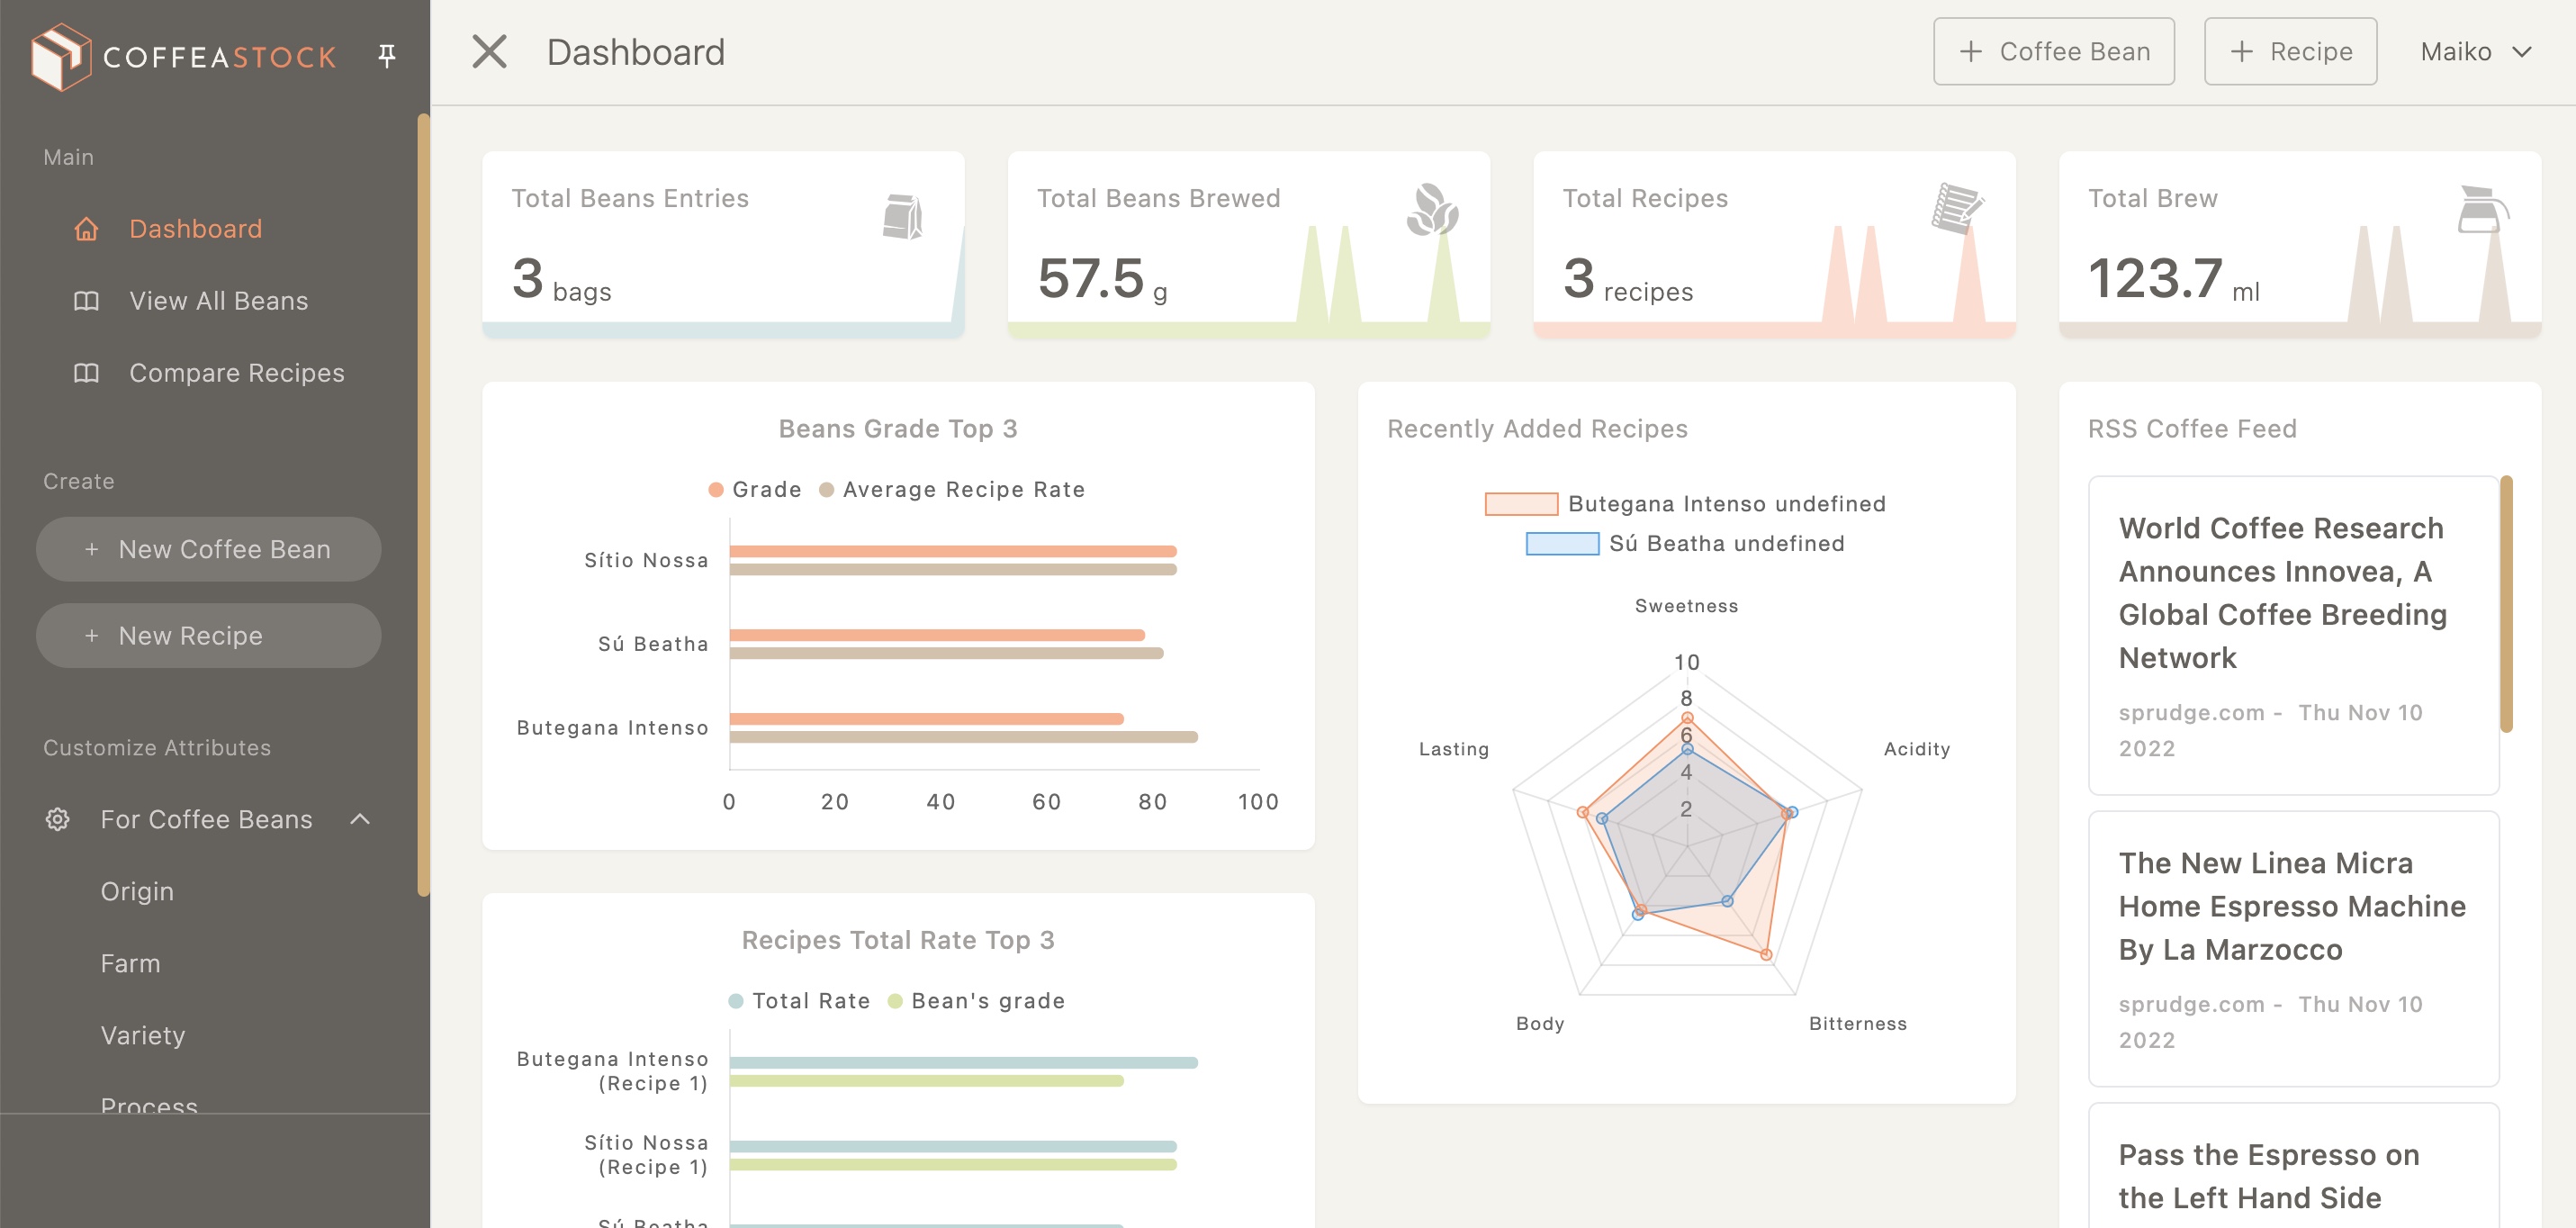 COFFEASTOCK
Main
Dashboard
View All Beans
Compare Recipes
Create
+ New Coffee Bean
+ New Recipe
Customize Attributes
For Coffee Beans
Origin
Farm
Variety
Process
Dashboard
+ Coffee Bean
+ Recipe
Maiko
Total Beans Entries
3 bags
Total Beans Brewed
57.5 g
Total Recipes
3 recipes
Total Brew
123.7 ml
Beans Grade Top 3
Grade Average Recipe Rate
Sítio Nossa
Sú Beatha
Butegana Intenso
0 20 40 60 80 100
Recipes Total Rate Top 3
Total Rate Bean's grade
Butegana Intenso
(Recipe 1)
Sítio Nossa
(Recipe 1)
Sú Beatha
Recently Added Recipes
Butegana Intenso undefined
Sú Beatha undefined
Sweetness
10
8
6
4
2
Lasting
Acidity
Body
Bitterness
RSS Coffee Feed
World Coffee Research
Announces Innovea, A
Global Coffee Breeding
Network
sprudge.com - Thu Nov 10
2022
The New Linea Micra
Home Espresso Machine
By La Marzocco
sprudge.com - Thu Nov 10
2022
Pass the Espresso on
the Left Hand Side